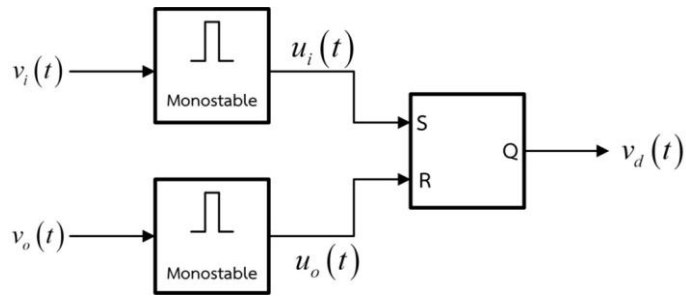 v_i(t)
Monostable
u_i(t)
S
R
Q
v_d(t)
v_o(t)
Monostable
u_o(t)